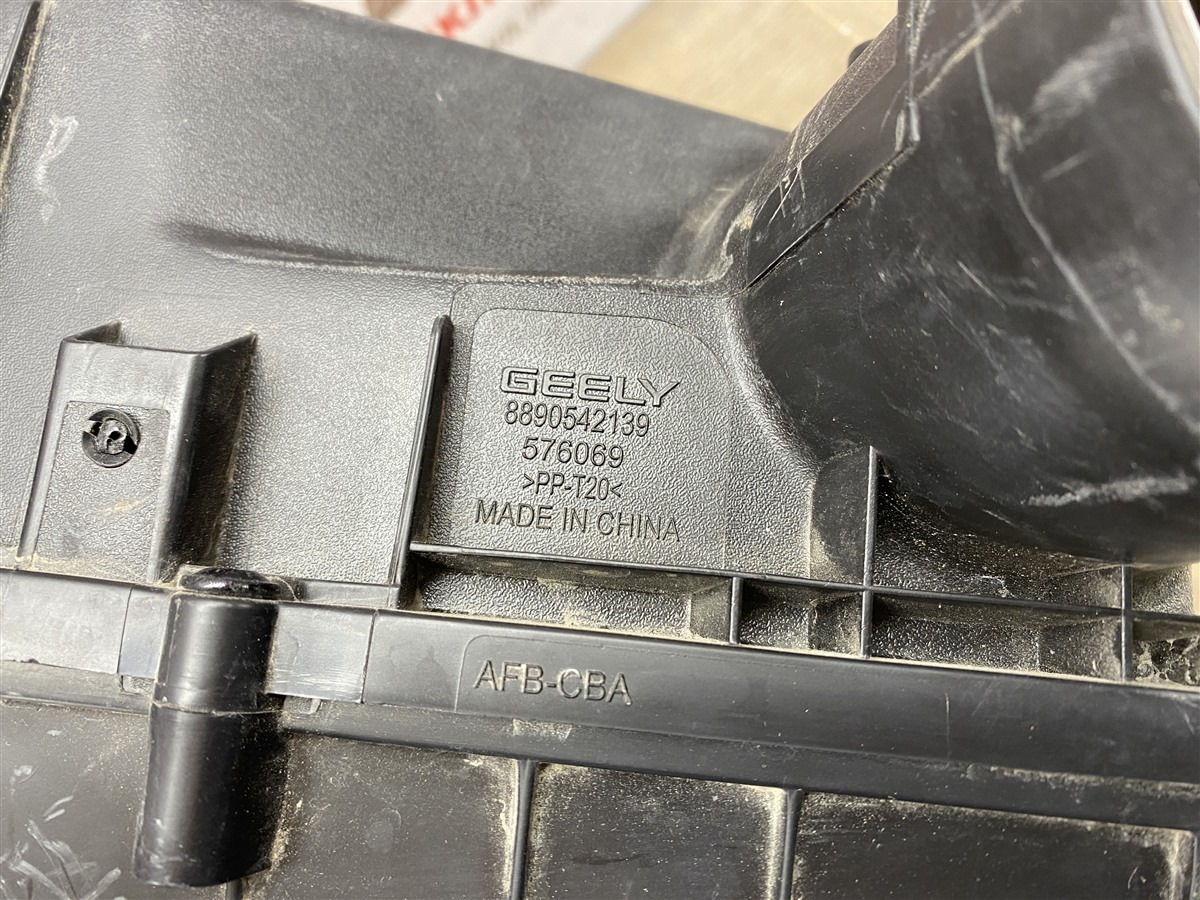 GEELY
8890542139
576069
>PP-T20<
MADE IN CHINA
AFB-CBA